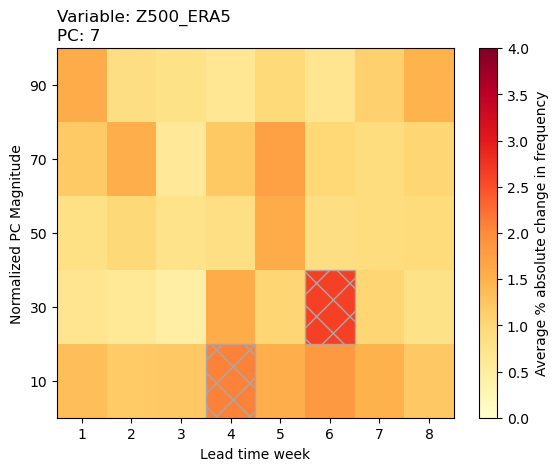 Variable: Z500_ERA5
PC: 7
90
70
50
30
10
Normalized PC Magnitude
1 2 3 4 5 6 7 8
Lead time week
4.0
3.5
3.0
2.5
2.0
1.5
1.0
0.5
0.0
Average % absolute change in frequency